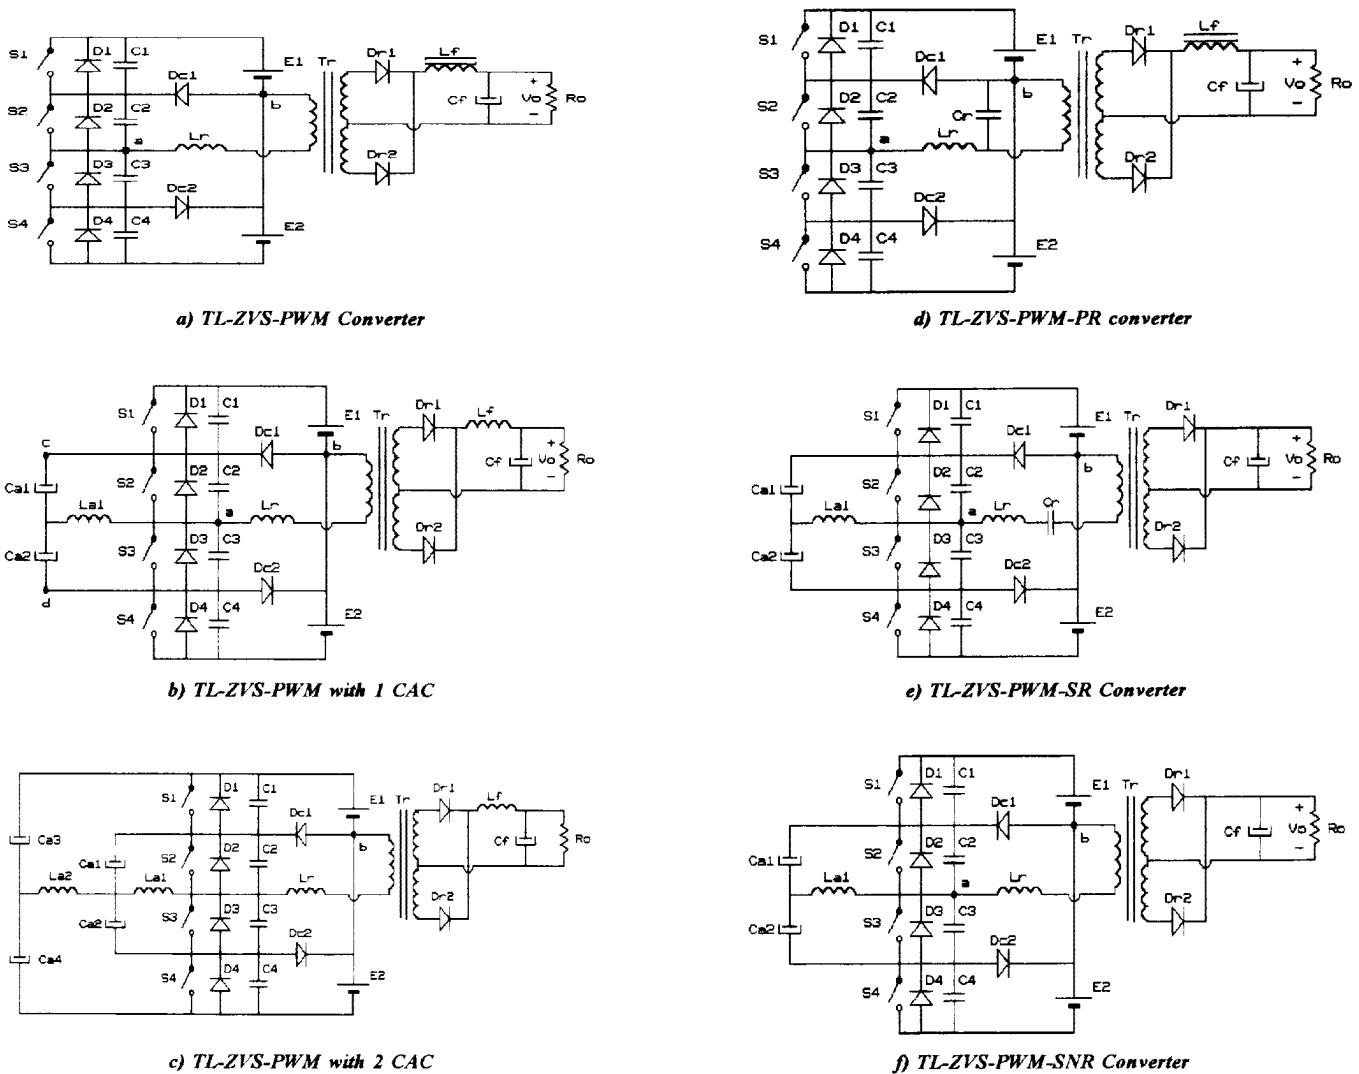 S1
S2
S3
S4
D1
D2
D3
D4
C1
C2
C3
C4
Dc1
Dc2
a
b
Lr
E1
E2
Tr
Dr1
Dr2
Lf
Cf
+
Vo
-
Ro
a) TL-ZVS-PWM Converter
S1
S2
S3
S4
D1
D2
D3
D4
C1
C2
C3
C4
Dc1
Dc2
a
b
Lr
Cr
E1
E2
Tr
Dr1
Dr2
Lf
Cf
+
Vo
-
Ro
d) TL-ZVS-PWM-PR converter
c
d
Ca1
Ca2
La1
S1
S2
S3
S4
D1
D2
D3
D4
C1
C2
C3
C4
Dc1
Dc2
a
b
Lr
E1
E2
Tr
Dr1
Dr2
Lf
Cf
+
Vo
-
Ro
b) TL-ZVS-PWM with 1 CAC
Ca1
Ca2
La1
S1
S2
S3
S4
D1
D2
D3
D4
C1
C2
C3
C4
Dc1
Dc2
a
b
Lr
Cr
E1
E2
Tr
Dr1
Dr2
Cf
+
Vo
-
Ro
e) TL-ZVS-PWM-SR Converter
Ca3
Ca4
La2
Ca1
Ca2
La1
S1
S2
S3
S4
D1
D2
D3
D4
C1
C2
C3
C4
Dc1
Dc2
b
Lr
E1
E2
Tr
Dr1
Dr2
Lf
Cf
Ro
c) TL-ZVS-PWM with 2 CAC
Ca1
Ca2
La1
S1
S2
S3
S4
D1
D2
D3
D4
C1
C2
C3
C4
Dc1
Dc2
a
b
Lr
E1
E2
Tr
Dr1
Dr2
Cf
+
Vo
-
Ro
f) TL-ZVS-PWM-SNR Converter